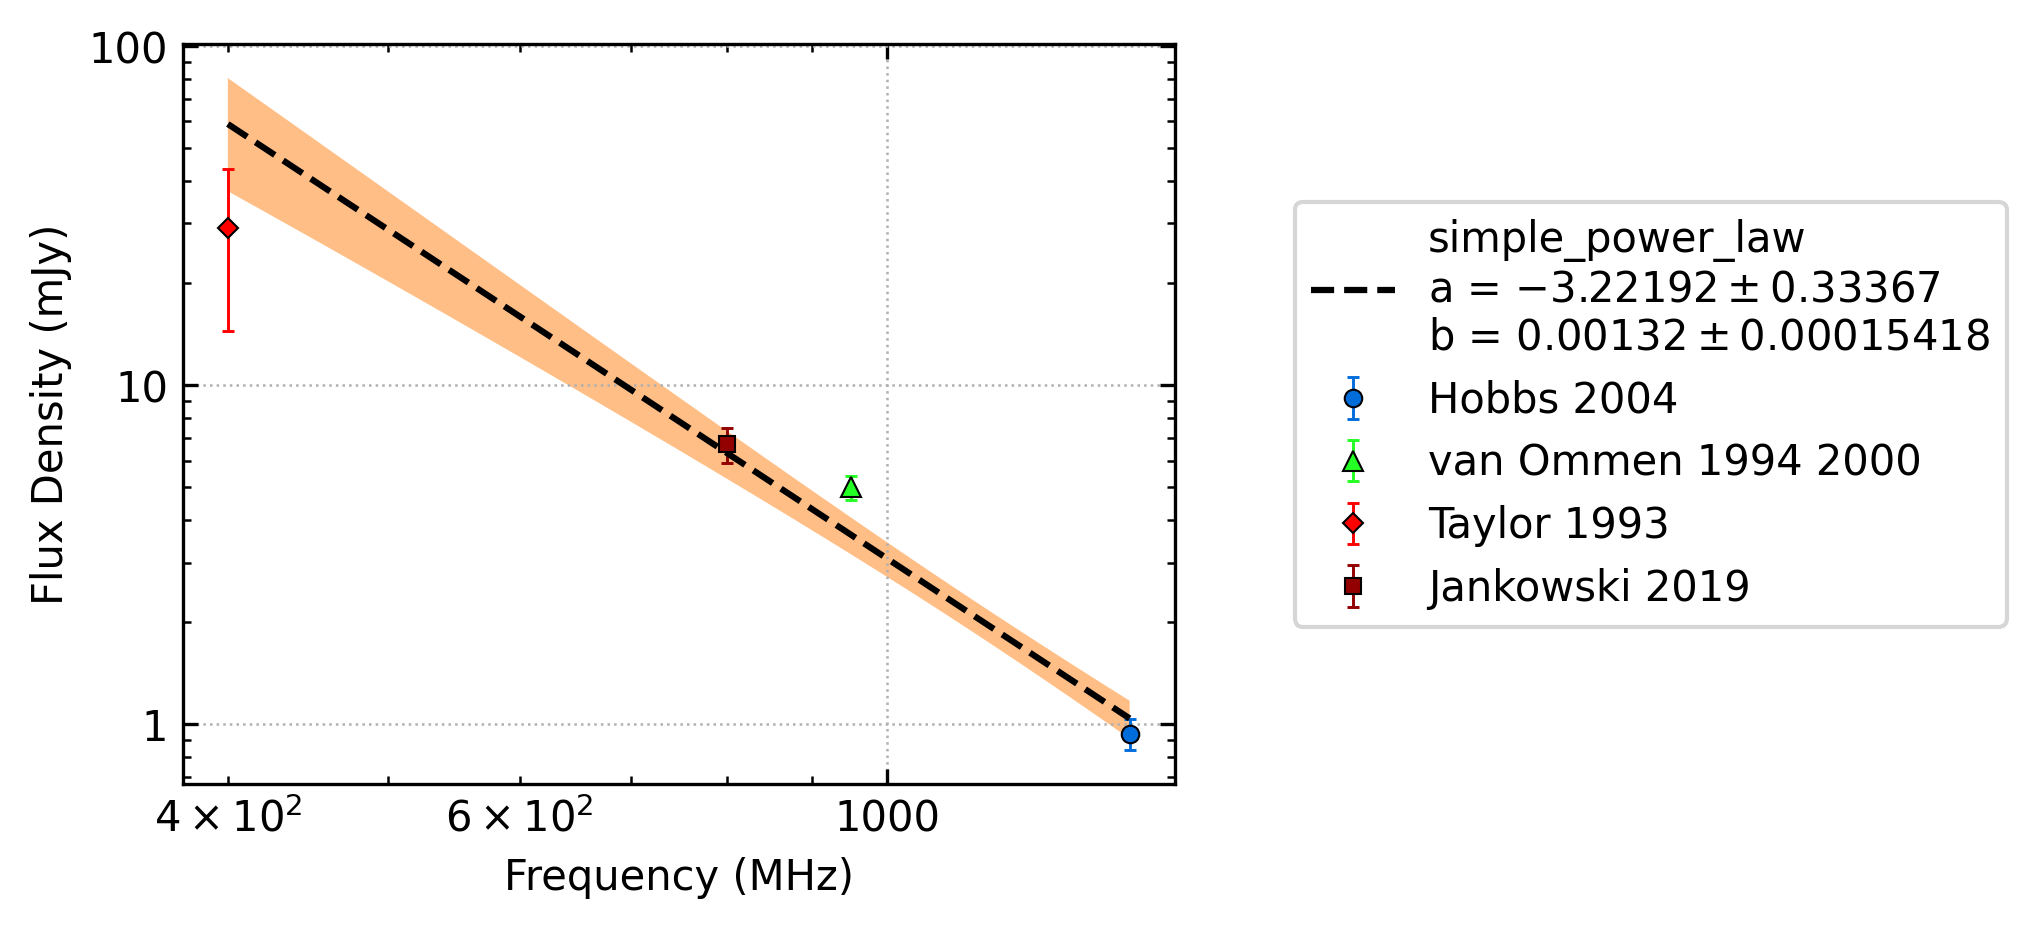 100
10
1
Flux Density (mJy)
4 × 10²
6 × 10²
1000
Frequency (MHz)
simple_power_law
a = −3.22192 ± 0.33367
b = 0.00132 ± 0.00015418
Hobbs 2004
van Ommen 1994 2000
Taylor 1993
Jankowski 2019